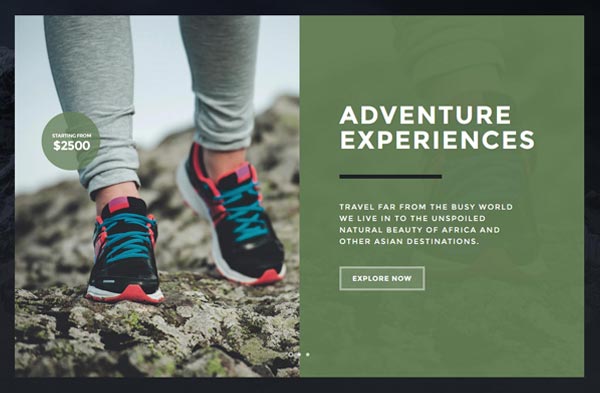 STARTING FROM
$2500
ADVENTURE
EXPERIENCES
TRAVEL FAR FROM THE BUSY WORLD
WE LIVE IN TO THE UNSPOILED
NATURAL BEAUTY OF AFRICA AND
OTHER ASIAN DESTINATIONS.
EXPLORE NOW